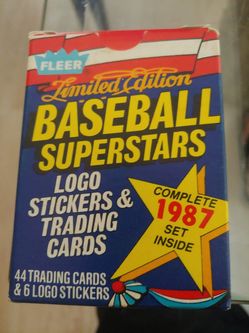 FLEER
Limited Edition
BASEBALL
SUPERSTARS
LOGO
STICKERS &
TRADING
CARDS
COMPLETE
1987
SET
INSIDE
44 TRADING CARDS
& 6 LOGO STICKERS